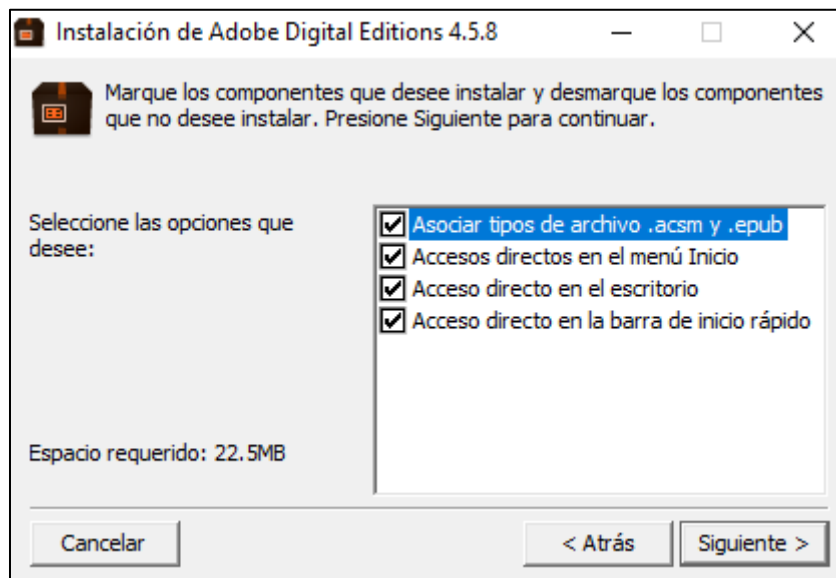 Instalación de Adobe Digital Editions 4.5.8
Marque los componentes que desee instalar y desmarque los componentes
que no desee instalar. Presione Siguiente para continuar.
Seleccione las opciones que
desee:
Asociar tipos de archivo .acsm y .epub
Accesos directos en el menú Inicio
Acceso directo en el escritorio
Acceso directo en la barra de inicio rápido
Espacio requerido: 22.5MB
Cancelar
< Atrás
Siguiente >